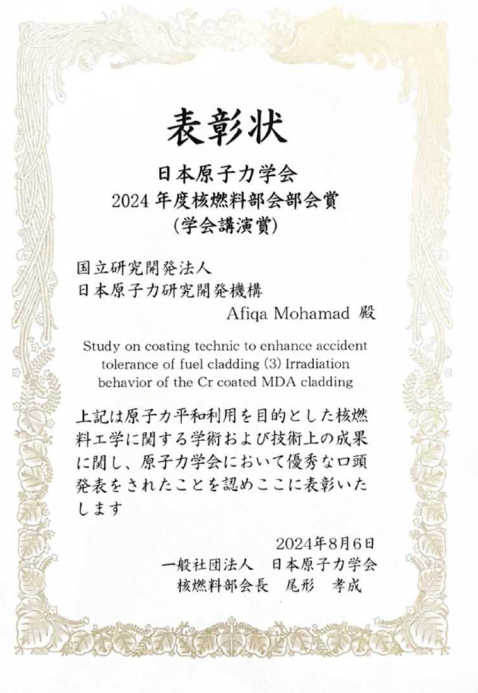 表彰状
日本原子力学会
2024 年度核燃料部会部会賞
(学会講演賞)
国立研究開発法人
日本原子力研究開発機構
Afiqa Mohamad 殿
Study on coating technic to enhance accident
tolerance of fuel cladding (3) Irradiation
behavior of the Cr coated MDA cladding
上記は原子力平和利用を目的とした核燃
料工学に関する学術および技術上の成果
に関し、原子力学会において優秀な口頭
発表をされたことを認めここに表彰いた
します
2024年8月6日
一般社団法人 日本原子力学会
核燃料部会長 尾形 孝成